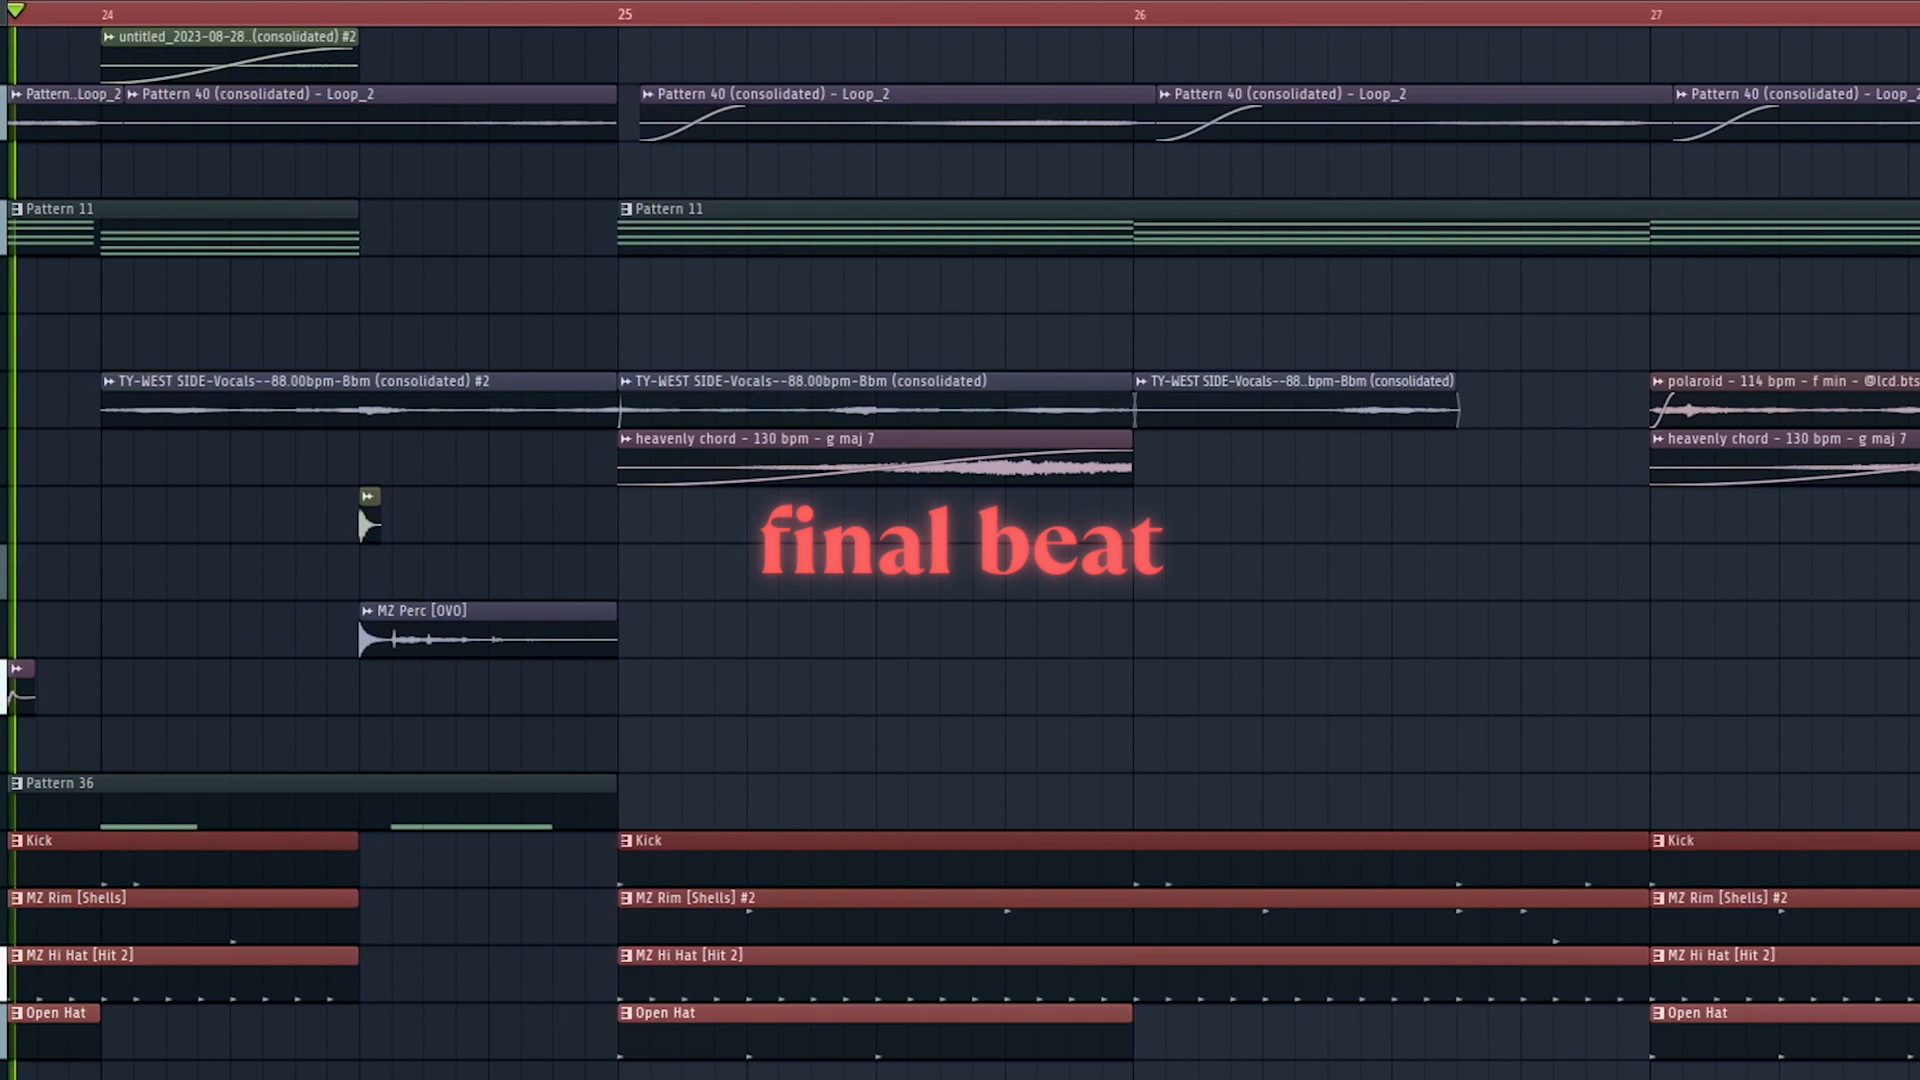 24 25 26 27
untitled_2023-08-28..(consolidated) #2
Pattern..Loop_2 Pattern 40 (consolidated) - Loop_2 Pattern 40 (consolidated) - Loop_2 Pattern 40 (consolidated) - Loop_2 Pattern 40 (consolidated) - Loop_2
Pattern 11 Pattern 11
TY-WEST SIDE-Vocals--88.00bpm-Bbm (consolidated) #2 TY-WEST SIDE-Vocals--88.00bpm-Bbm (consolidated) TY-WEST SIDE-Vocals--88..bpm-Bbm (consolidated) polaroid - 114 bpm - f min - @lcd.bts
heavenly chord - 130 bpm - g maj 7 heavenly chord - 130 bpm - g maj 7
final beat
MZ Perc [OVO]
Pattern 36
Kick Kick Kick
MZ Rim [Shells] MZ Rim [Shells] #2 MZ Rim [Shells] #2
MZ Hi Hat [Hit 2] MZ Hi Hat [Hit 2] MZ Hi Hat [Hit 2]
Open Hat Open Hat Open Hat